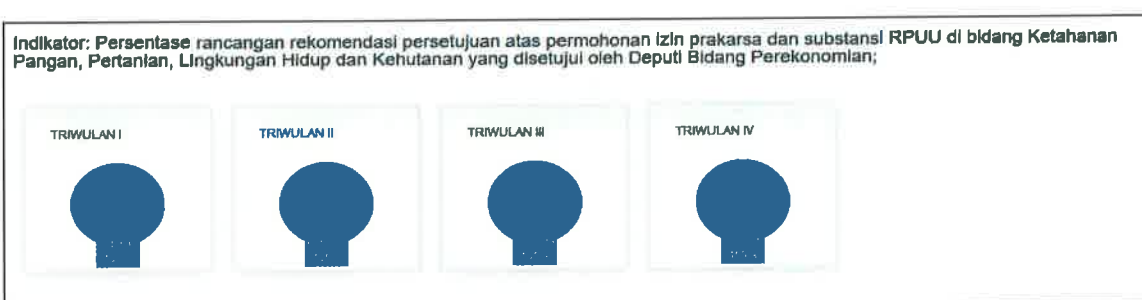 Indikator: Persentase rancangan rekomendasi persetujuan atas permohonan izin prakarsa dan substansi RPUU di bidang Ketahanan
Pangan, Pertanian, Lingkungan Hidup dan Kehutanan yang disetujui oleh Deputi Bidang Perekonomian;
TRIWULAN I
TRIWULAN II
TRIWULAN III
TRIWULAN IV